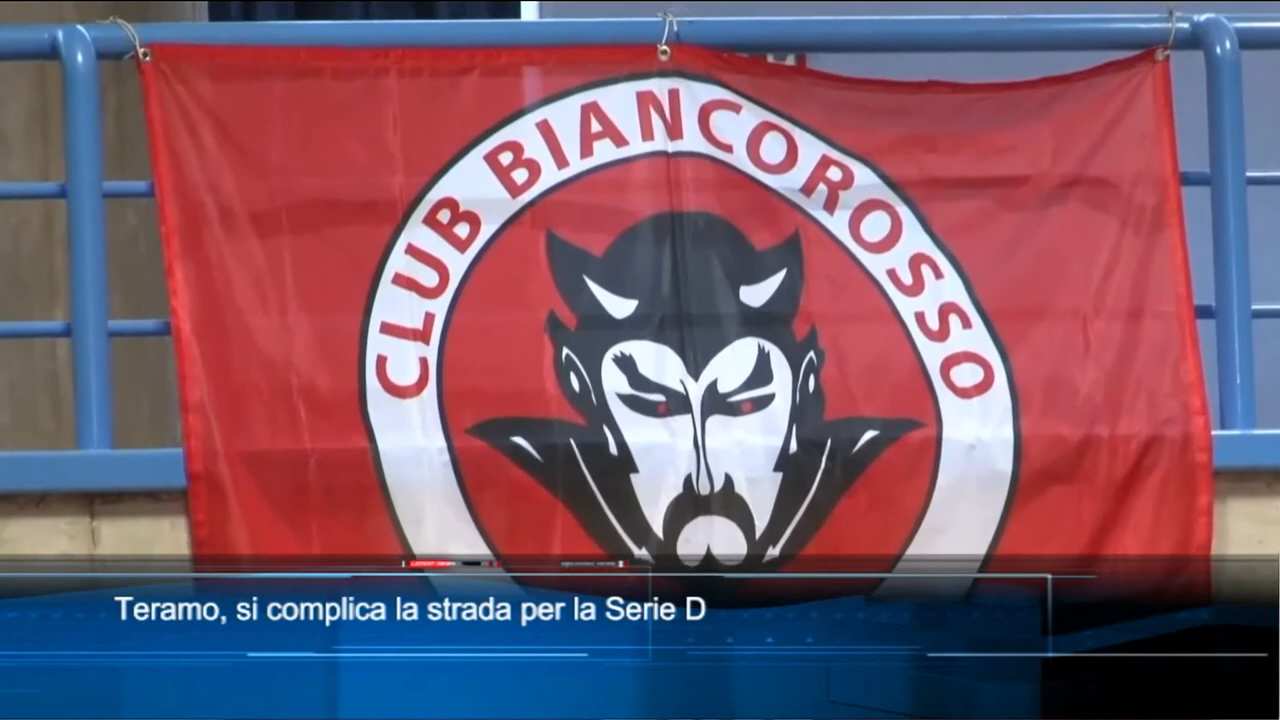 CLUB BIANCOROSSO
Teramo, si complica la strada per la Serie D